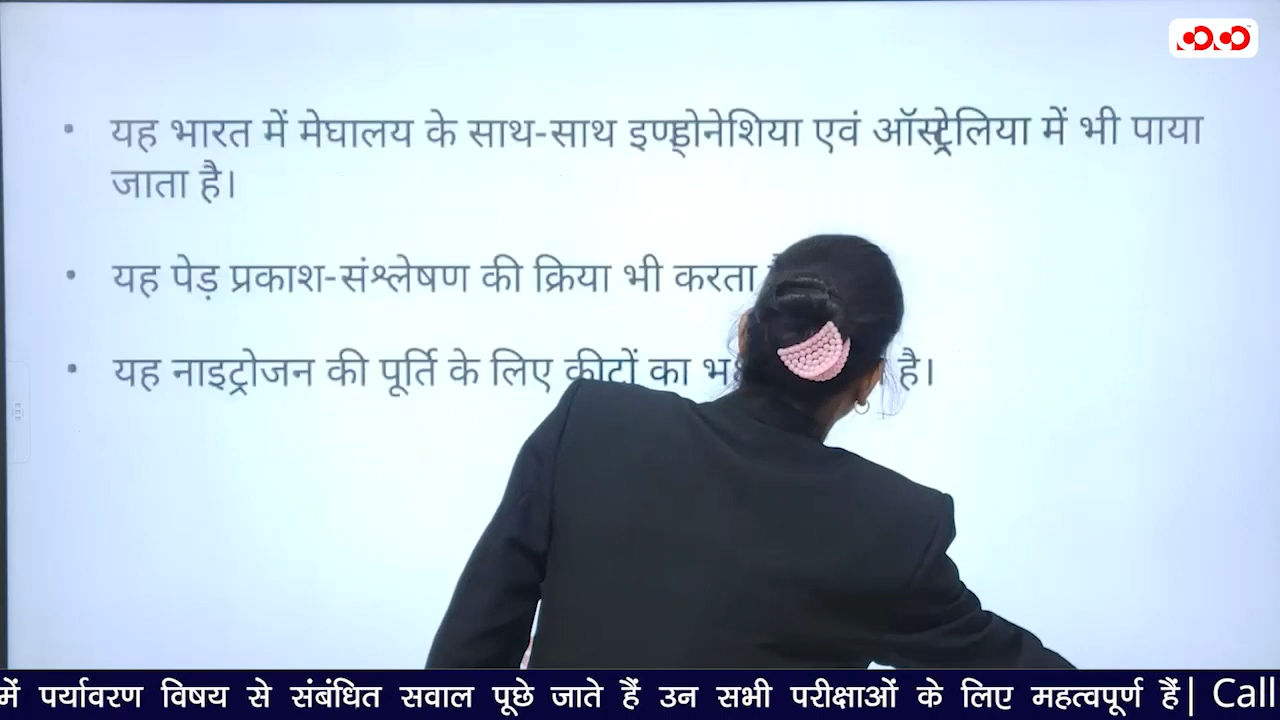 यह भारत में मेघालय के साथ-साथ इण्डोनेशिया एवं ऑस्ट्रेलिया में भी पाया
जाता है।
यह पेड़ प्रकाश-संश्लेषण की क्रिया भी करता
यह नाइट्रोजन की पूर्ति के लिए कीटों का है।
में पर्यावरण विषय से संबंधित सवाल पूछे जाते हैं उन सभी परीक्षाओं के लिए महत्वपूर्ण हैं| Call